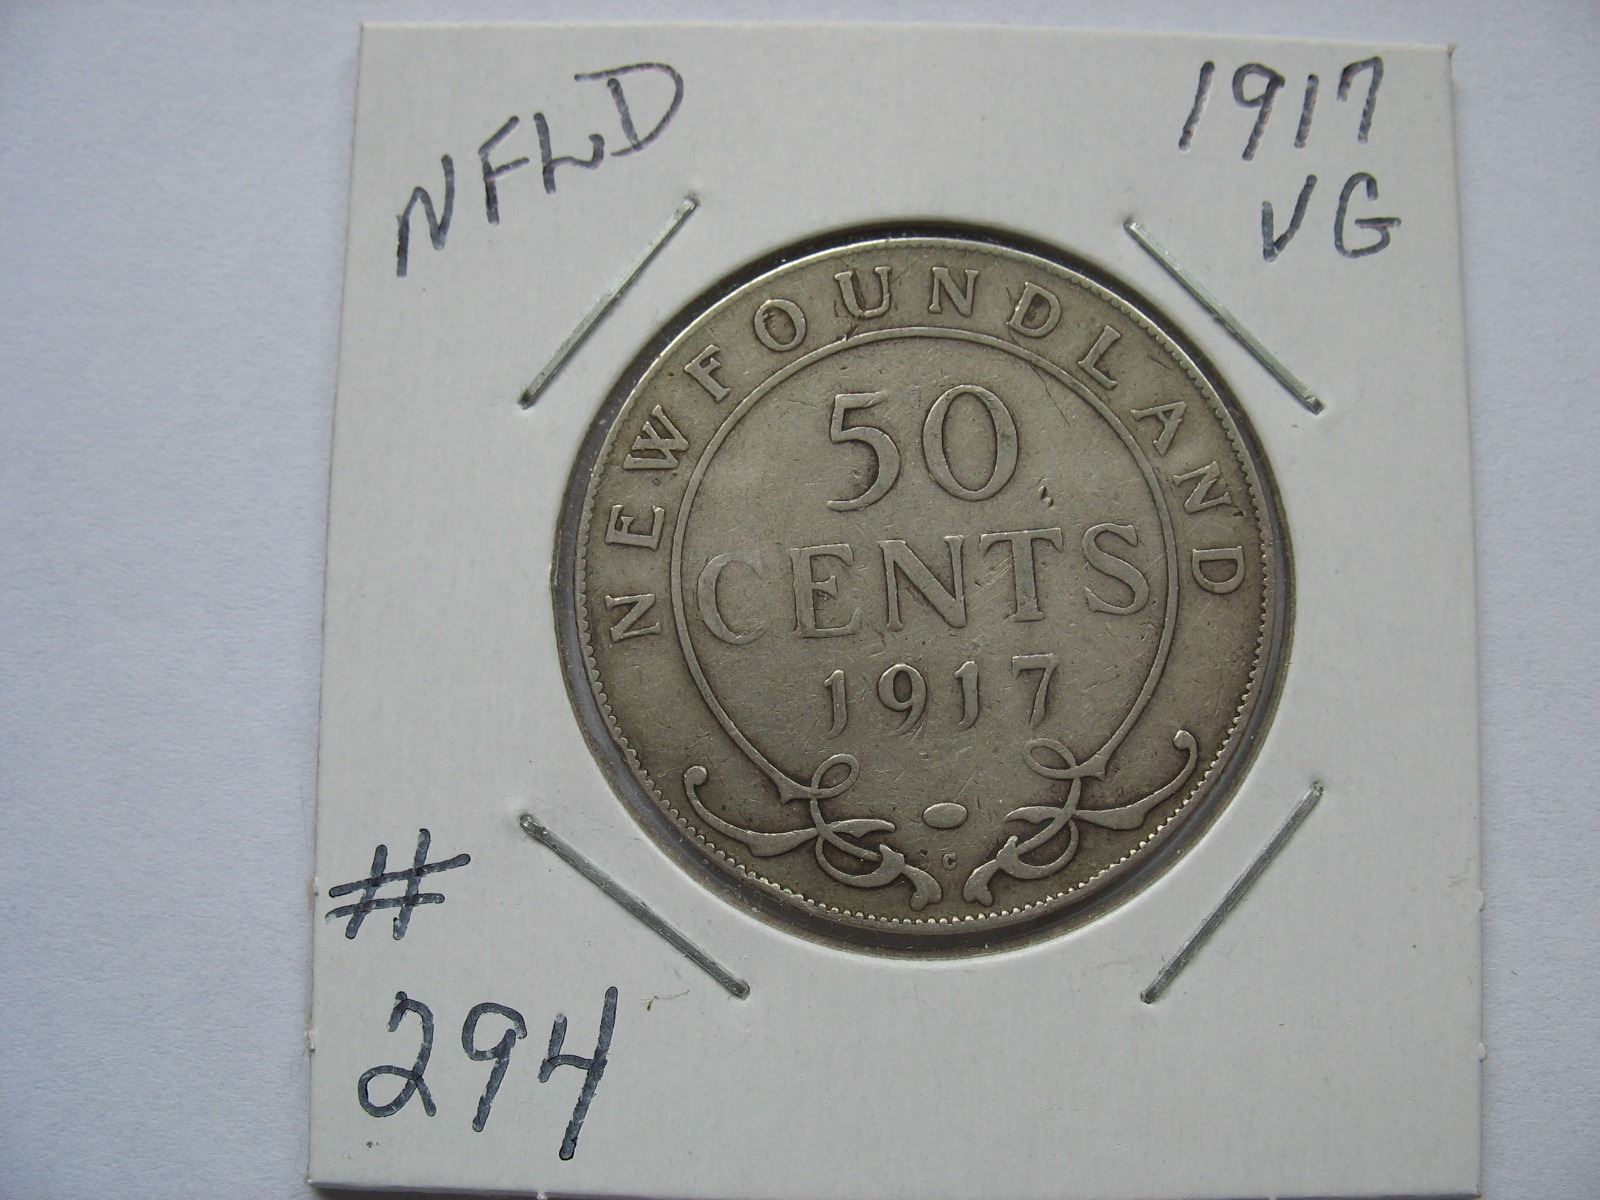 NFLD
1917
VG
NEWFOUNDLAND
50
CENTS
1917
C
#
294